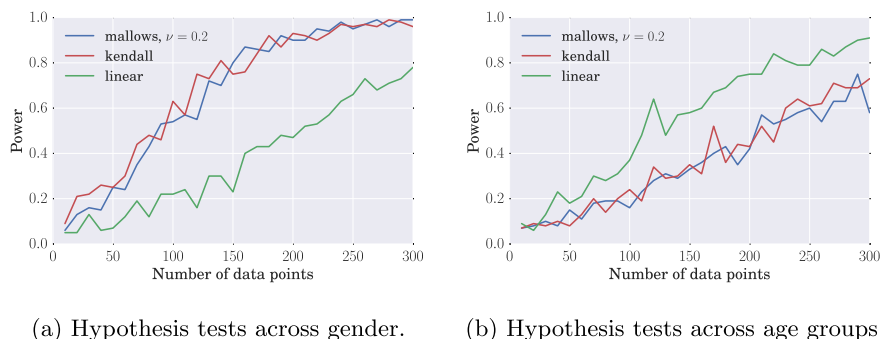 1.0
0.8
0.6
0.4
0.2
0.0
Power
mallows, ν = 0.2
kendall
linear
0 50 100 150 200 250 300
Number of data points
(a) Hypothesis tests across gender.
1.0
0.8
0.6
0.4
0.2
0.0
Power
mallows, ν = 0.2
kendall
linear
0 50 100 150 200 250 300
Number of data points
(b) Hypothesis tests across age groups